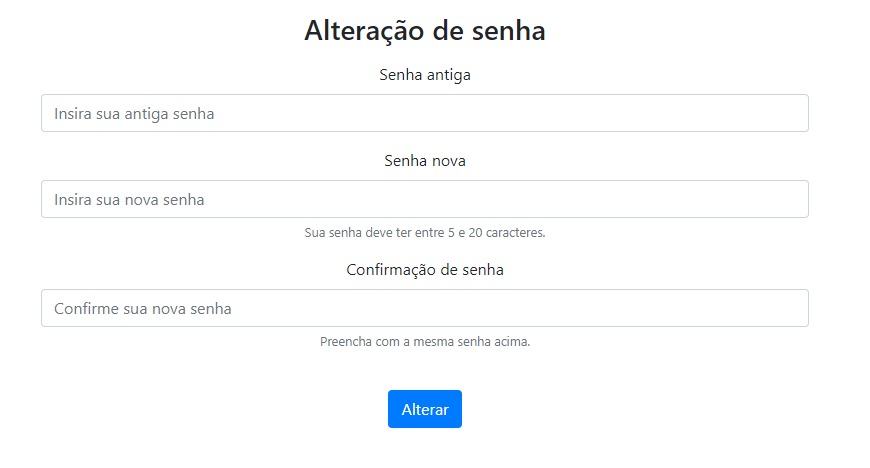 Alteração de senha
Senha antiga
Insira sua antiga senha
Senha nova
Insira sua nova senha
Sua senha deve ter entre 5 e 20 caracteres.
Confirmação de senha
Confirme sua nova senha
Preencha com a mesma senha acima.
Alterar